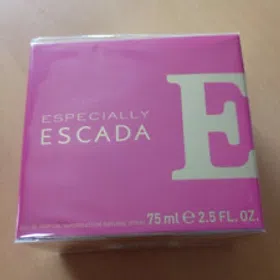 ESPECIALLY
ESCADA
E
75 ml ℮ 2.5 FL. OZ.